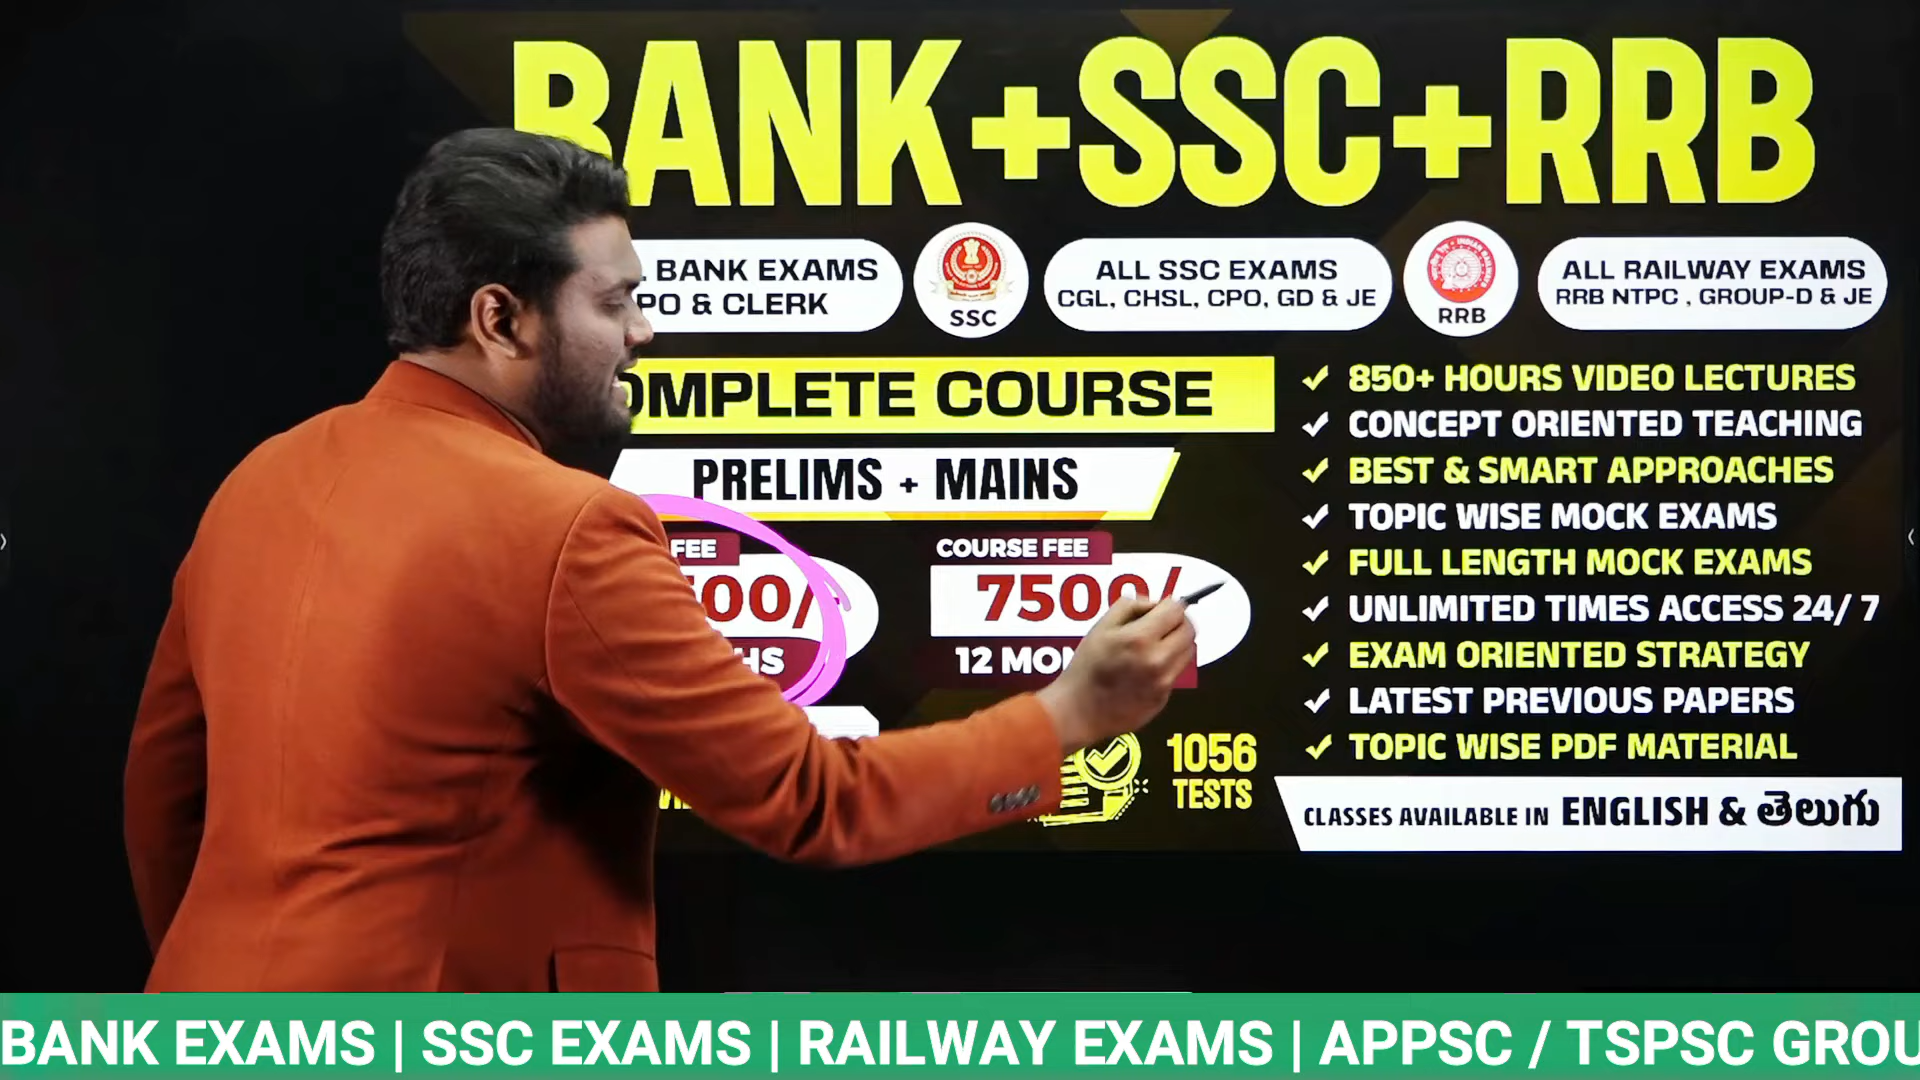 BANK+SSC+RRB
BANK EXAMS
PO & CLERK
SSC
ALL SSC EXAMS
CGL, CHSL, CPO, GD & JE
RRB
ALL RAILWAY EXAMS
RRB NTPC , GROUP-D & JE
OMPLETE COURSE
PRELIMS + MAINS
FEE
00/-
HS
COURSE FEE
7500/-
12 MON
1056
TESTS
✓ 850+ HOURS VIDEO LECTURES
✓ CONCEPT ORIENTED TEACHING
✓ BEST & SMART APPROACHES
✓ TOPIC WISE MOCK EXAMS
✓ FULL LENGTH MOCK EXAMS
✓ UNLIMITED TIMES ACCESS 24/ 7
✓ EXAM ORIENTED STRATEGY
✓ LATEST PREVIOUS PAPERS
✓ TOPIC WISE PDF MATERIAL
CLASSES AVAILABLE IN ENGLISH & తెలుగు
BANK EXAMS | SSC EXAMS | RAILWAY EXAMS | APPSC / TSPSC GROU